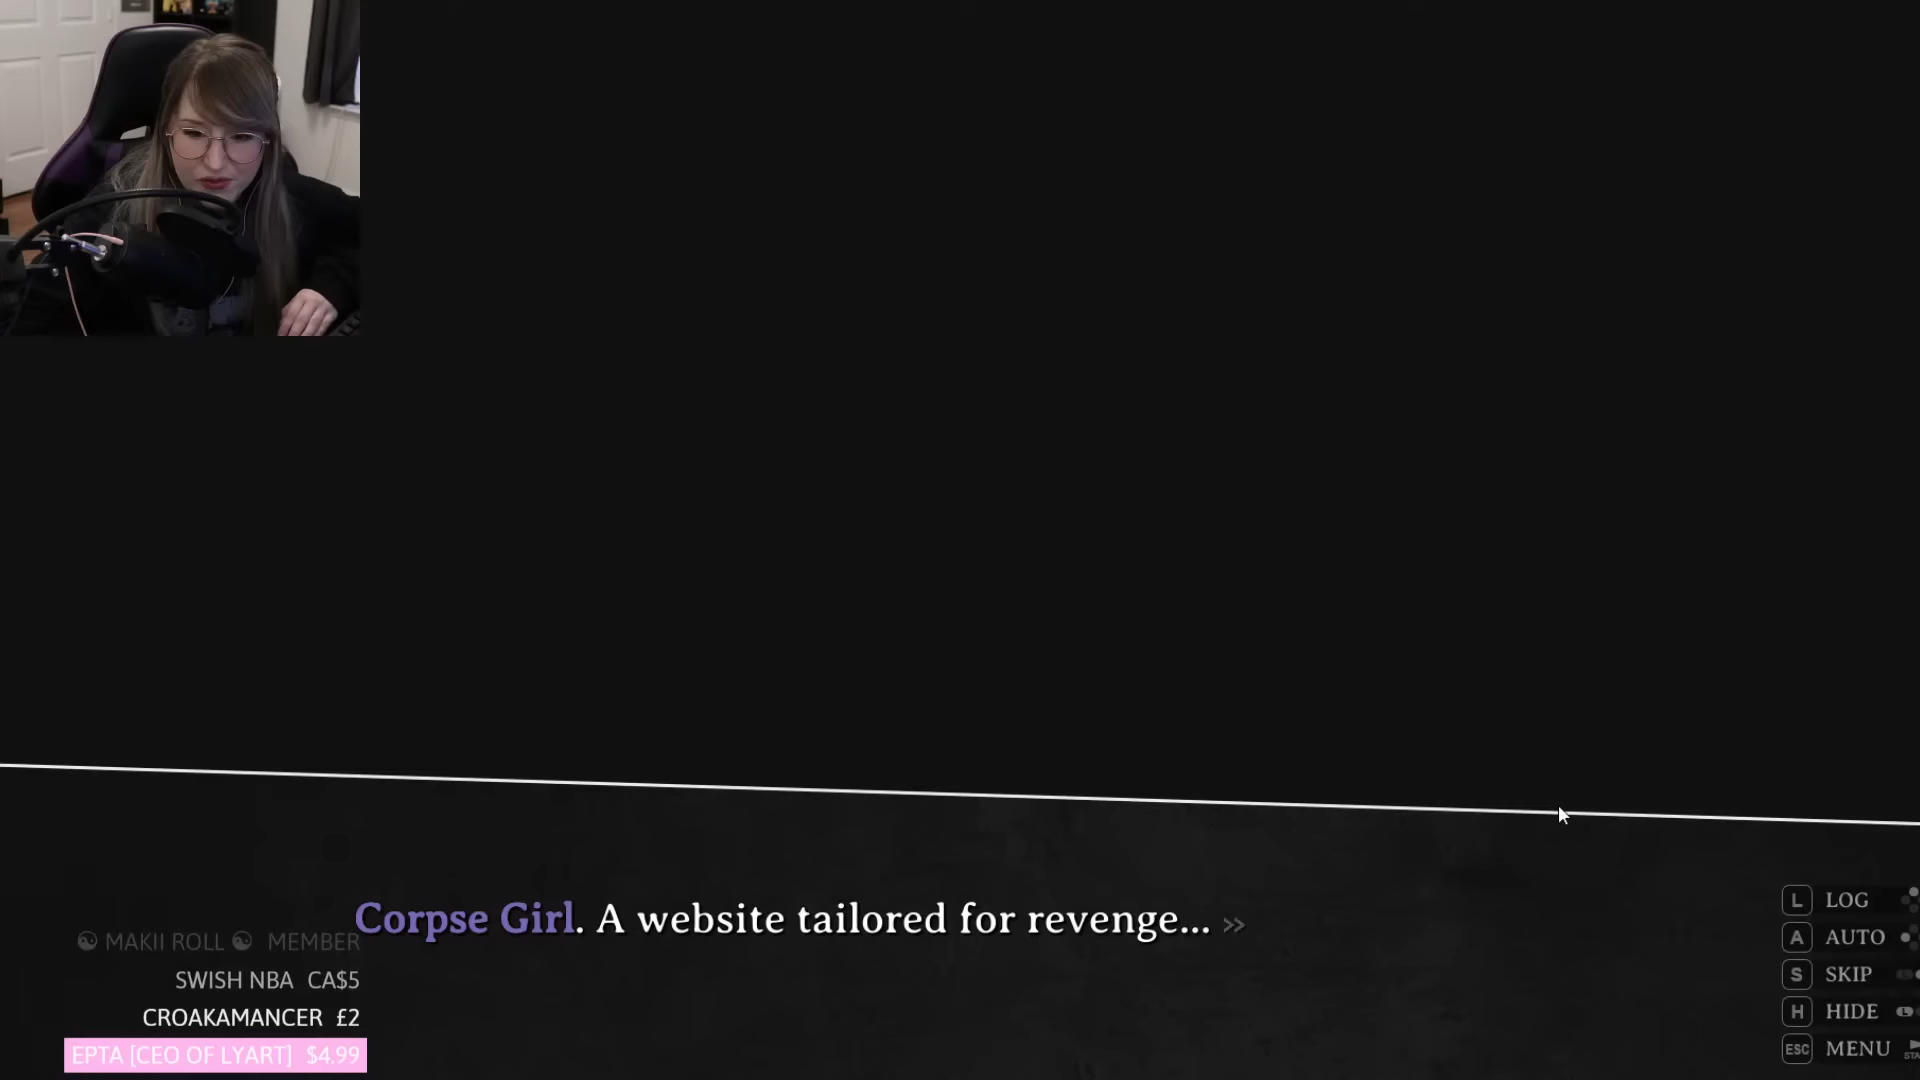 Corpse Girl. A website tailored for revenge... »
MAKII ROLL MEMBER
SWISH NBA CA$5
CROAKAMANCER £2
EPTA [CEO OF LYART] $4.99
L LOG
A AUTO
S SKIP
H HIDE
ESC MENU
STA